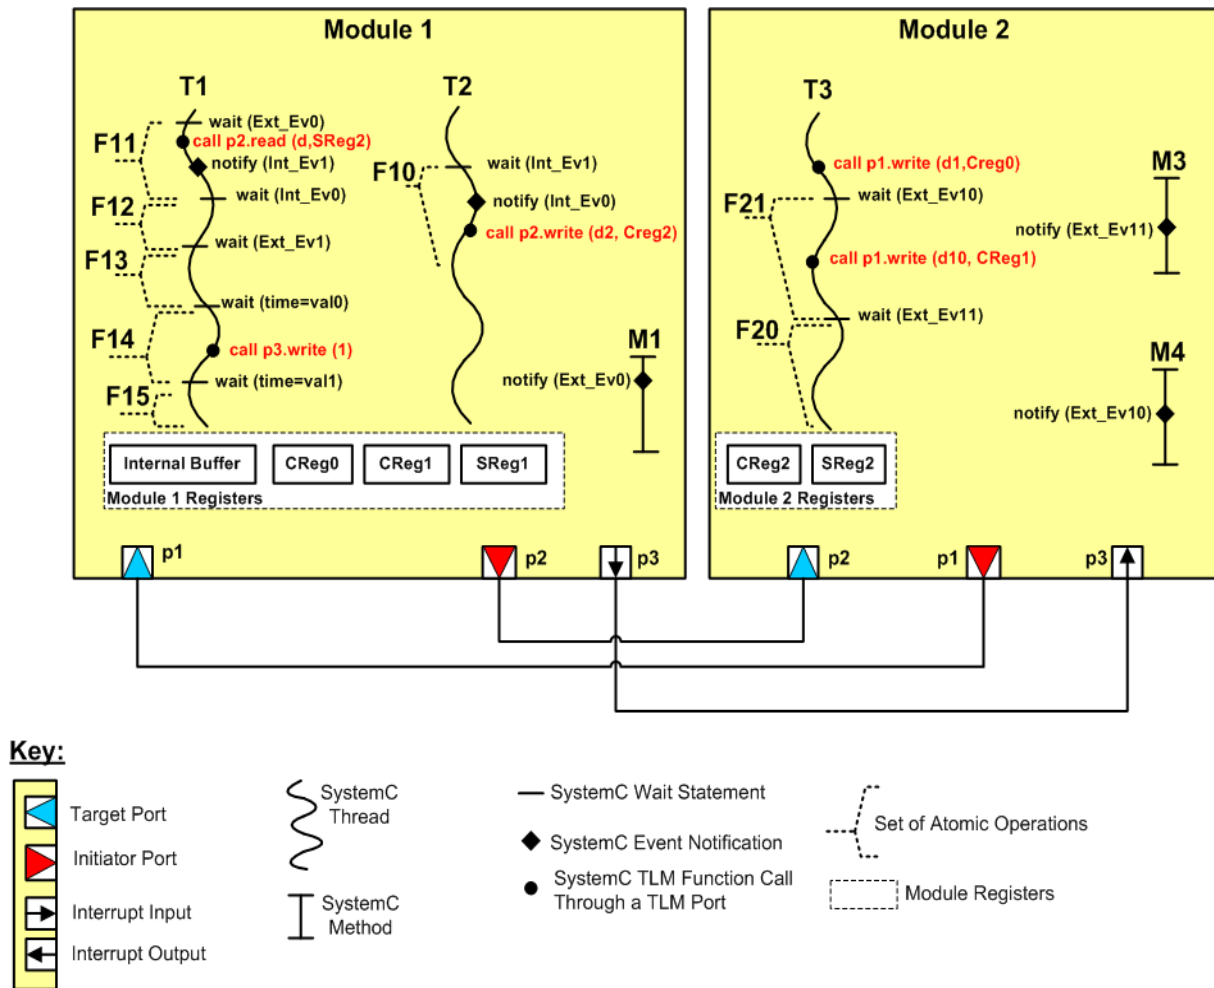 Module 1
T1
T2
wait (Ext_Ev0)
F11
call p2.read (d,SReg2)
notify (Int_Ev1)
wait (Int_Ev0)
F12
wait (Ext_Ev1)
F13
wait (time=val0)
F14
call p3.write (1)
wait (time=val1)
F15
wait (Int_Ev1)
F10
notify (Int_Ev0)
call p2.write (d2, Creg2)
M1
notify (Ext_Ev0)
Internal Buffer
CReg0
CReg1
SReg1
Module 1 Registers
p1
p2
p3
Module 2
T3
call p1.write (d1,Creg0)
F21
wait (Ext_Ev10)
call p1.write (d10, CReg1)
wait (Ext_Ev11)
F20
M3
notify (Ext_Ev11)
M4
notify (Ext_Ev10)
CReg2
SReg2
Module 2 Registers
p2
p1
p3
Key:
Target Port
Initiator Port
Interrupt Input
Interrupt Output
SystemC
Thread
SystemC
Method
SystemC Wait Statement
SystemC Event Notification
SystemC TLM Function Call
Through a TLM Port
Set of Atomic Operations
Module Registers